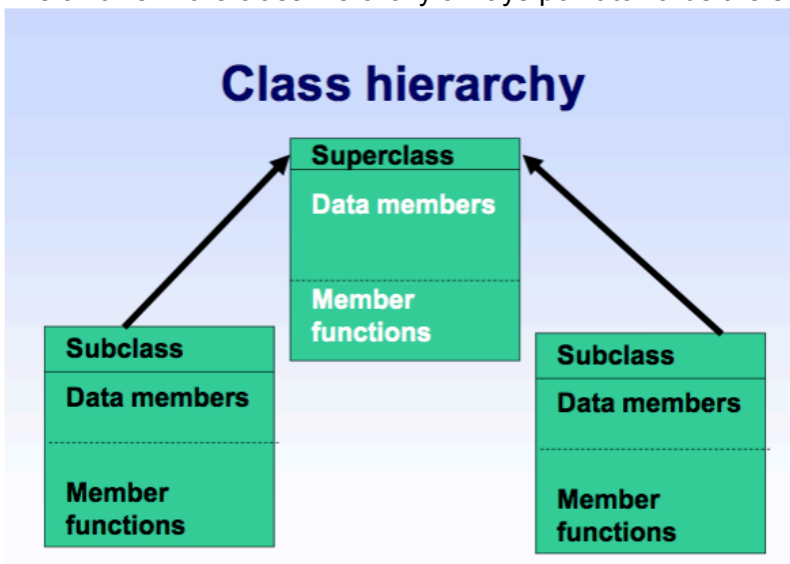 Class hierarchy
Superclass
Data members
Member
functions
Subclass
Data members
Member
functions
Subclass
Data members
Member
functions